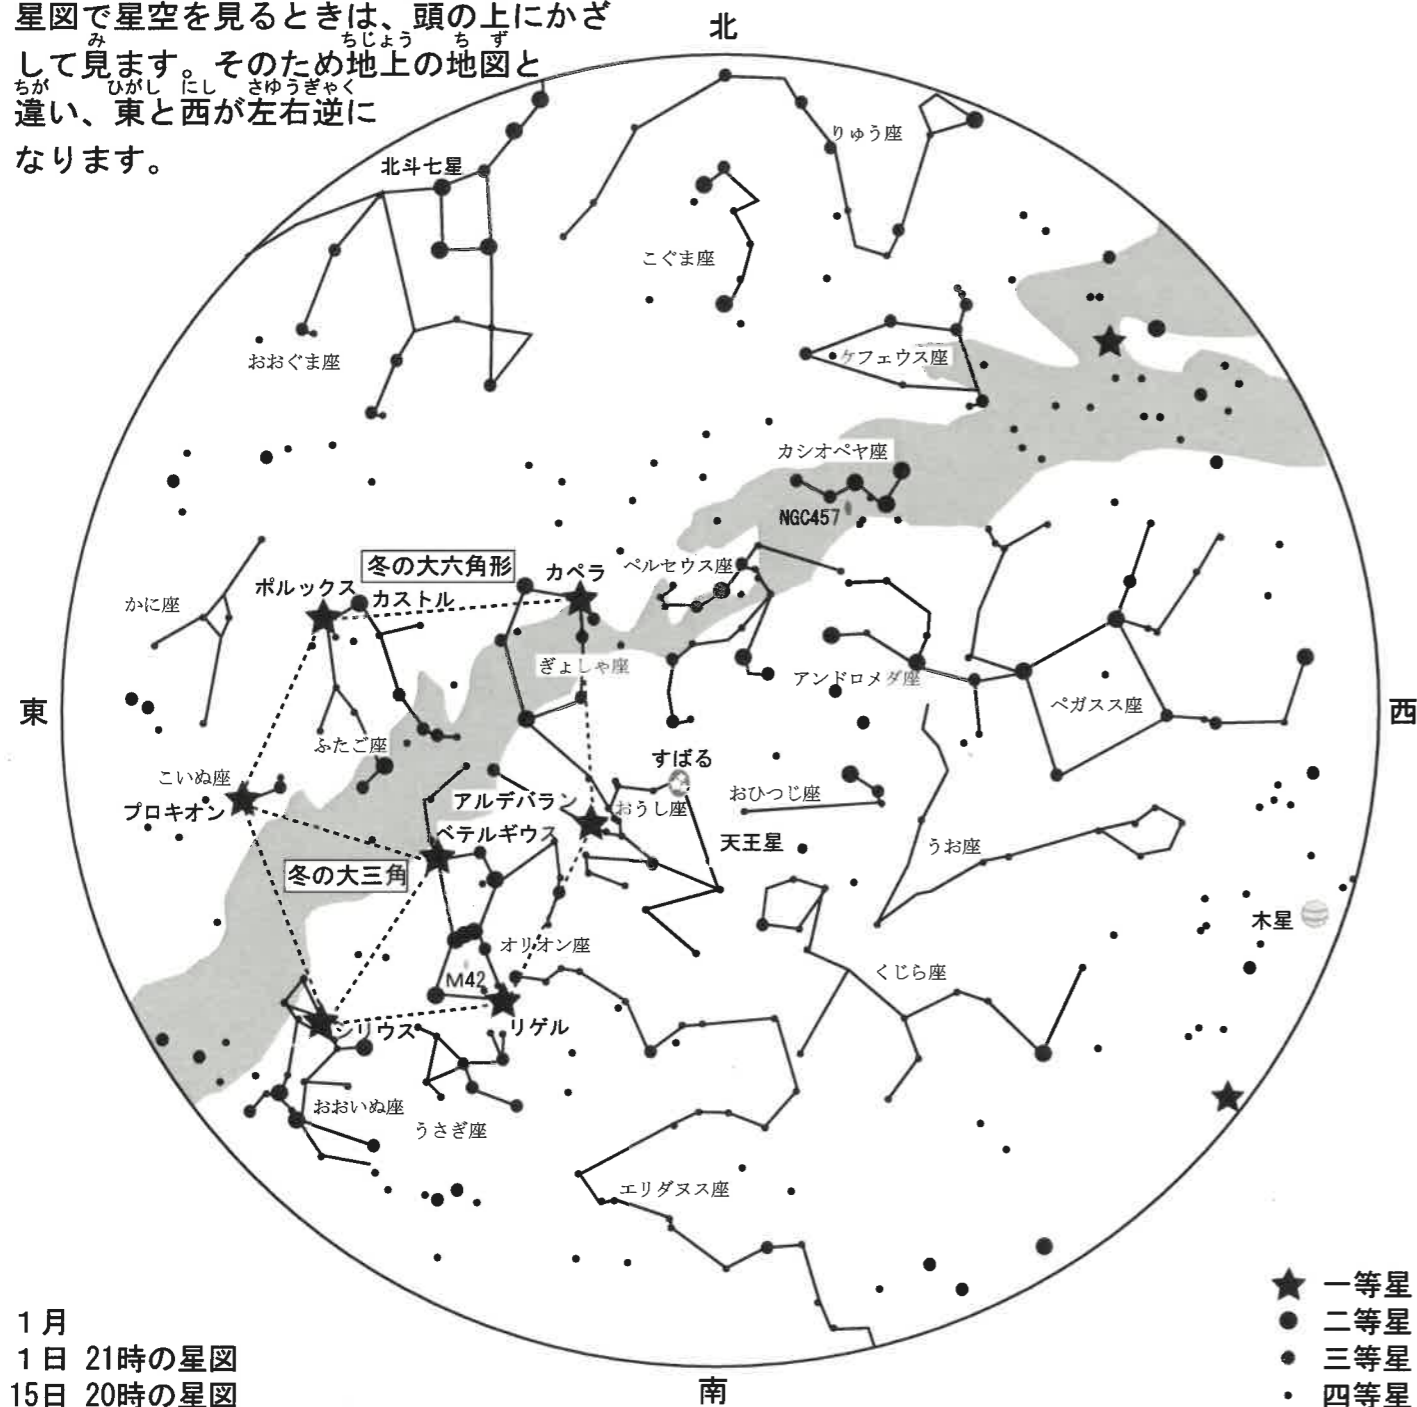 星図で星空を見るときは、頭の上にかざ
して見ます。そのため地上の地図と
違い、東と西が左右逆に
なります。
み
ちじょう
ち
ず
ちが
ひがし
にし
さゆうぎゃく
北
北斗七星
りゅう座
こぐま座
おおぐま座
ケフェウス座
カシオペヤ座
NGC457
冬の大六角形
カペラ
ペルセウス座
ポルックス
カストル
かに座
ぎょしゃ座
アンドロメダ座
ペガスス座
東
西
ふたご座
すばる
こいぬ座
プロキオン
アルデバラン
おうし座
おひつじ座
ベテルギウス
天王星
うお座
冬の大三角
木星
オリオン座
M42
くじら座
シリウス
リゲル
おおいぬ座
うさぎ座
エリダヌス座
1月
1日 21時の星図
15日 20時の星図
南
一等星
二等星
三等星
四等星